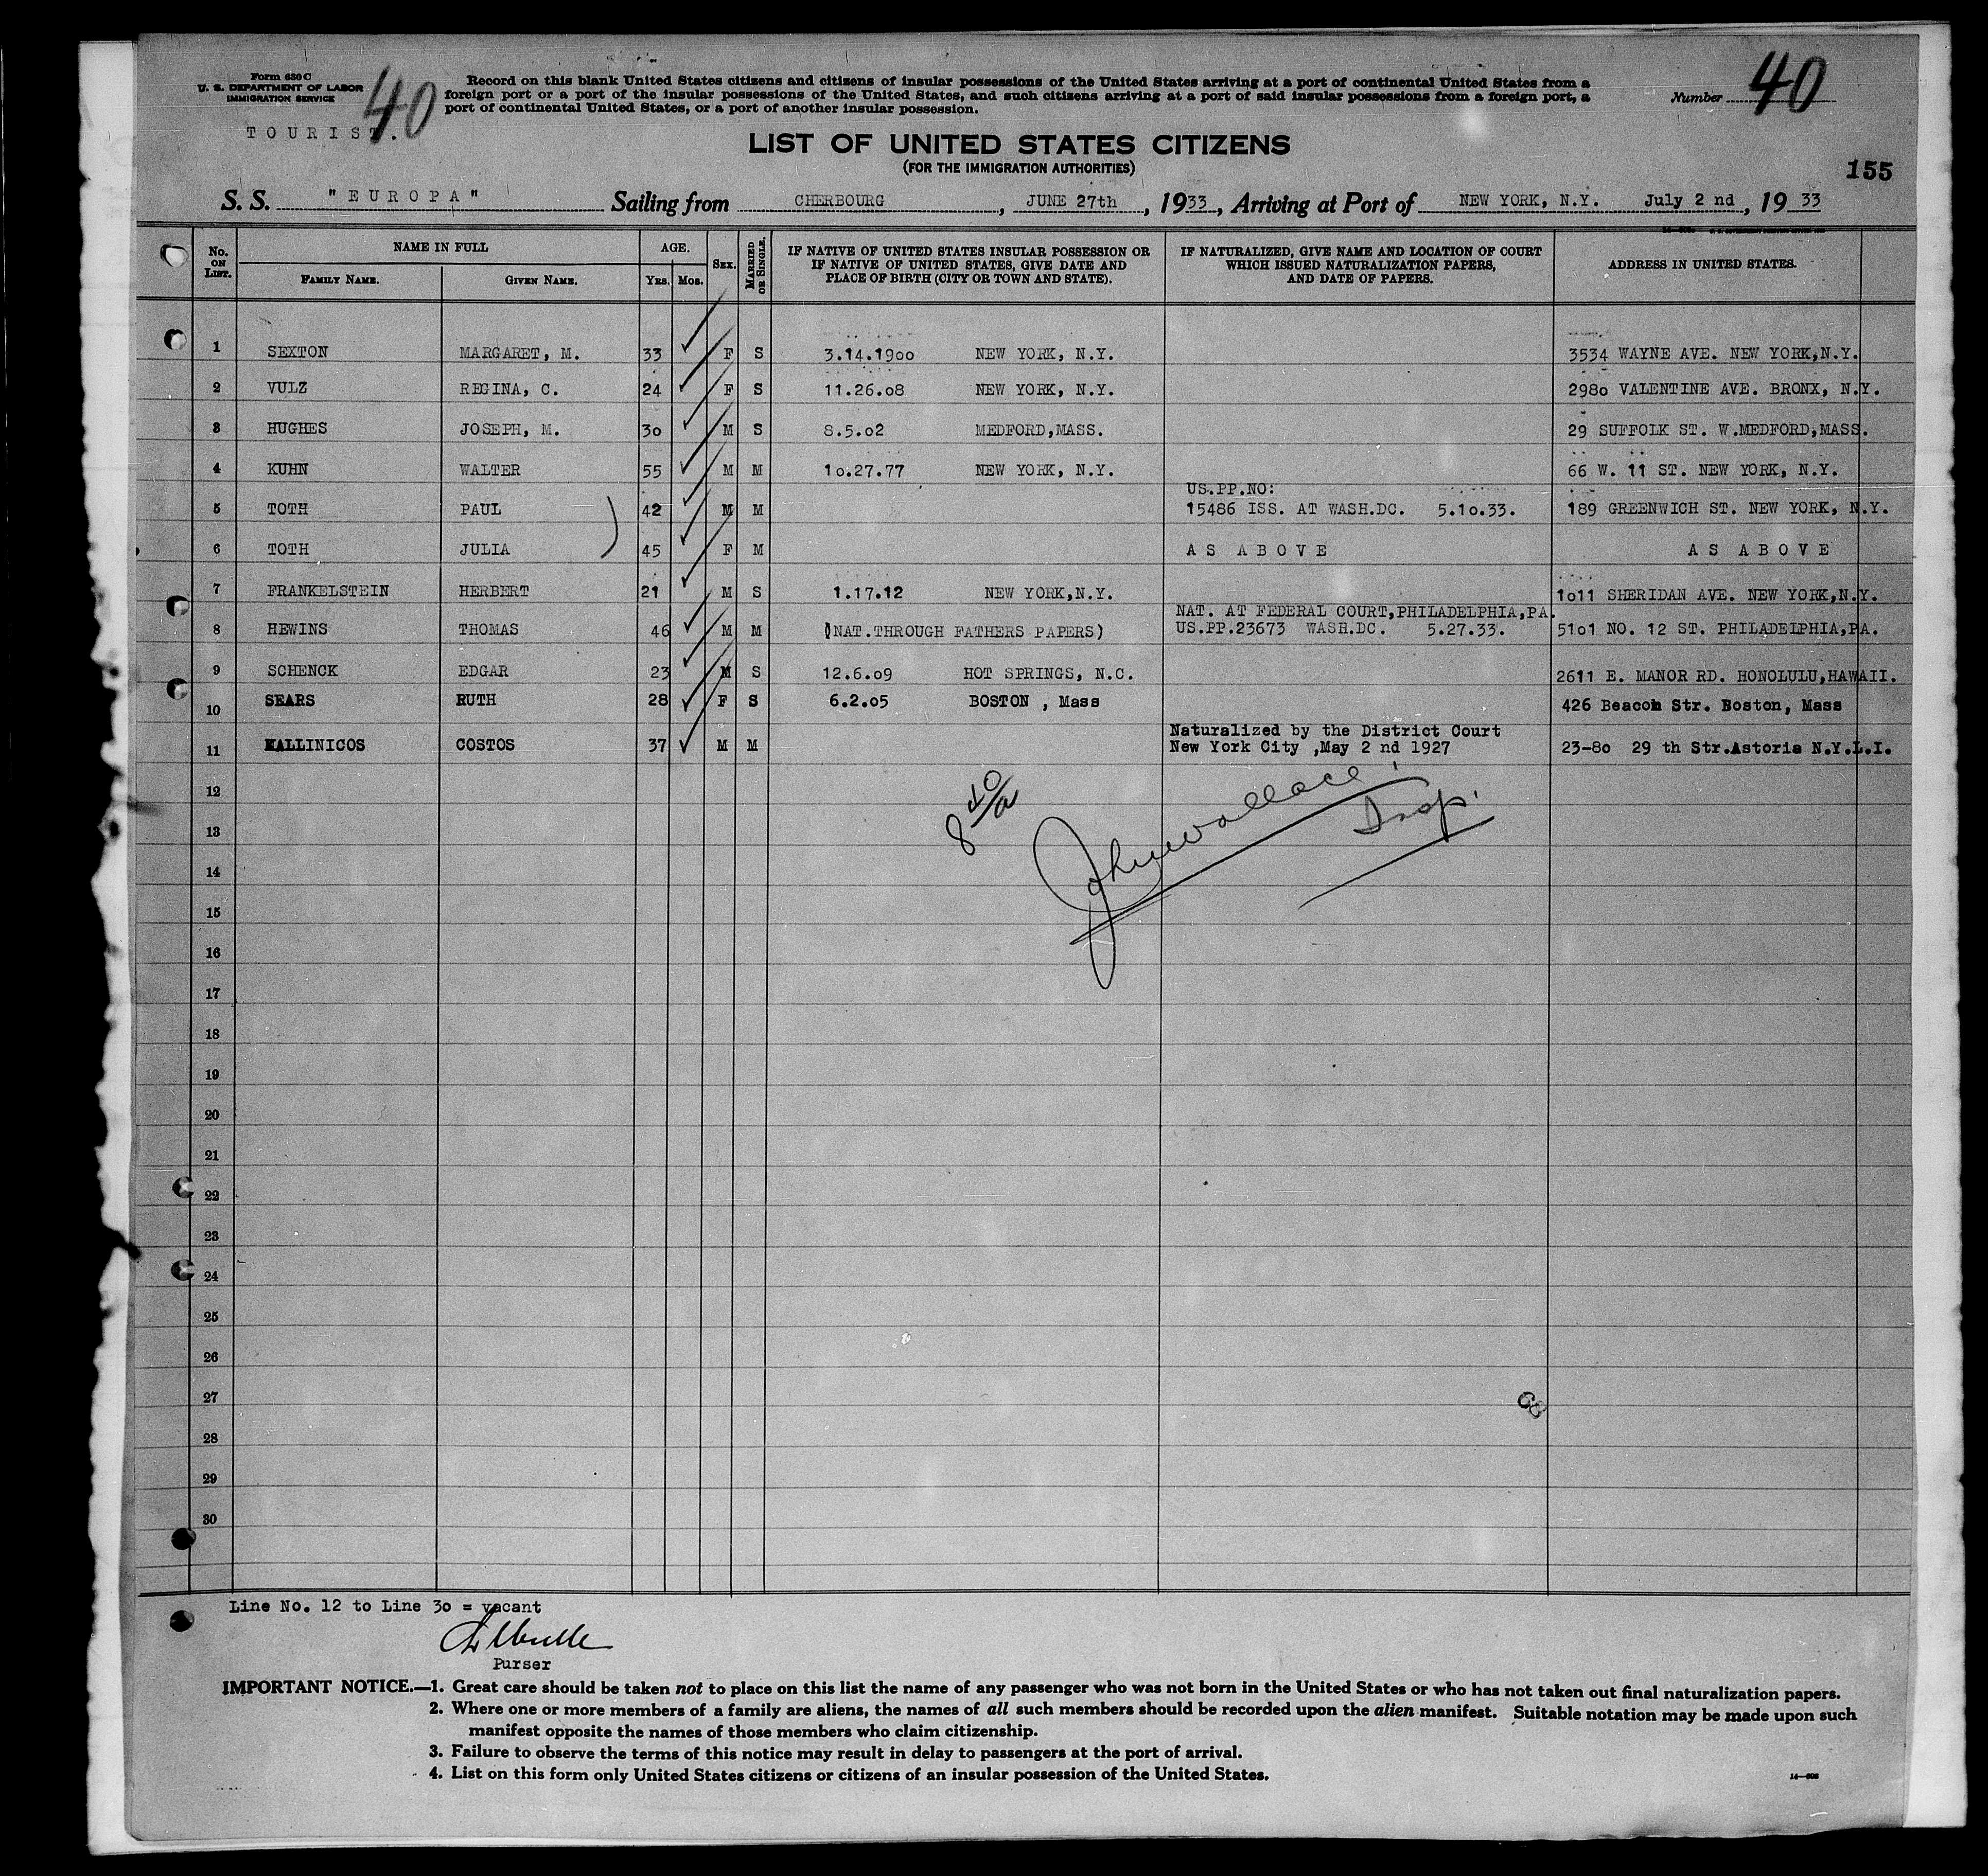 Form 630 C
U. S. DEPARTMENT OF LABOR
IMMIGRATION SERVICE
TOURIST.
40
Record on this blank United States citizens and citizens of insular possessions of the United States arriving at a port of continental United States from a
foreign port or a port of the insular possessions of the United States, and such citizens arriving at a port of said insular possessions from a foreign port, a
port of continental United States, or a port of another insular possession.
Number 40
LIST OF UNITED STATES CITIZENS
(FOR THE IMMIGRATION AUTHORITIES)
155
S. S. "EUROPA" Sailing from CHERBOURG, JUNE 27th, 1933, Arriving at Port of NEW YORK, N.Y. July 2 nd, 19 33
No. ON LIST. NAME IN FULL FAMILY NAME. GIVEN NAME. AGE. YRS. MOS. SEX. MARRIED OR SINGLE. IF NATIVE OF UNITED STATES INSULAR POSSESSION OR IF NATIVE OF UNITED STATES, GIVE DATE AND PLACE OF BIRTH (CITY OR TOWN AND STATE). IF NATURALIZED, GIVE NAME AND LOCATION OF COURT WHICH ISSUED NATURALIZATION PAPERS, AND DATE OF PAPERS. ADDRESS IN UNITED STATES.
1 SEXTON MARGARET, M. 33 F S 3.14.1900 NEW YORK, N.Y. 3534 WAYNE AVE. NEW YORK,N.Y.
2 VULZ REGINA, C. 24 F S 11.26.08 NEW YORK, N.Y. 2980 VALENTINE AVE. BRONX, N.Y.
3 HUGHES JOSEPH, M. 30 M S 8.5.02 MEDFORD,MASS. 29 SUFFOLK ST. W.MEDFORD,MASS.
4 KUHN WALTER 55 M M 10.27.77 NEW YORK, N.Y. 66 W. 11 ST. NEW YORK, N.Y.
US.PP.NO:
5 TOTH PAUL 42 M M 15486 ISS. AT WASH.DC. 5.10.33. 189 GREENWICH ST. NEW YORK, N.Y.
6 TOTH JULIA 45 F M AS ABOVE AS ABOVE
7 FRANKELSTEIN HERBERT 21 M S 1.17.12 NEW YORK,N.Y. 1011 SHERIDAN AVE. NEW YORK,N.Y.
NAT. AT FEDERAL COURT,PHILADELPHIA,PA.
8 HEWINS THOMAS 46 M M (NAT.THROUGH FATHERS PAPERS) US.PP.23673 WASH.DC. 5.27.33. 5101 NO. 12 ST. PHILADELPHIA,PA.
9 SCHENCK EDGAR 23 M S 12.6.09 HOT SPRINGS, N.C. 2611 E. MANOR RD. HONOLULU,HAWAII.
10 SEARS RUTH 28 F S 6.2.05 BOSTON , Mass 426 Beacon Str. Boston, Mass
Naturalized by the District Court
11 KALLINICOS COSTOS 37 M M New York City ,May 2 nd 1927 23-80 29 th Str.Astoria N.Y.L.I.
12
8 40/a
John Wallace
Insp.
13
14
15
16
17
18
19
20
21
22
23
24
25
26
27
28
29
30
Line No. 12 to Line 30 = vacant
Purser
IMPORTANT NOTICE.—1. Great care should be taken not to place on this list the name of any passenger who was not born in the United States or who has not taken out final naturalization papers.
2. Where one or more members of a family are aliens, the names of all such members should be recorded upon the alien manifest. Suitable notation may be made upon such
manifest opposite the names of those members who claim citizenship.
3. Failure to observe the terms of this notice may result in delay to passengers at the port of arrival.
4. List on this form only United States citizens or citizens of an insular possession of the United States.